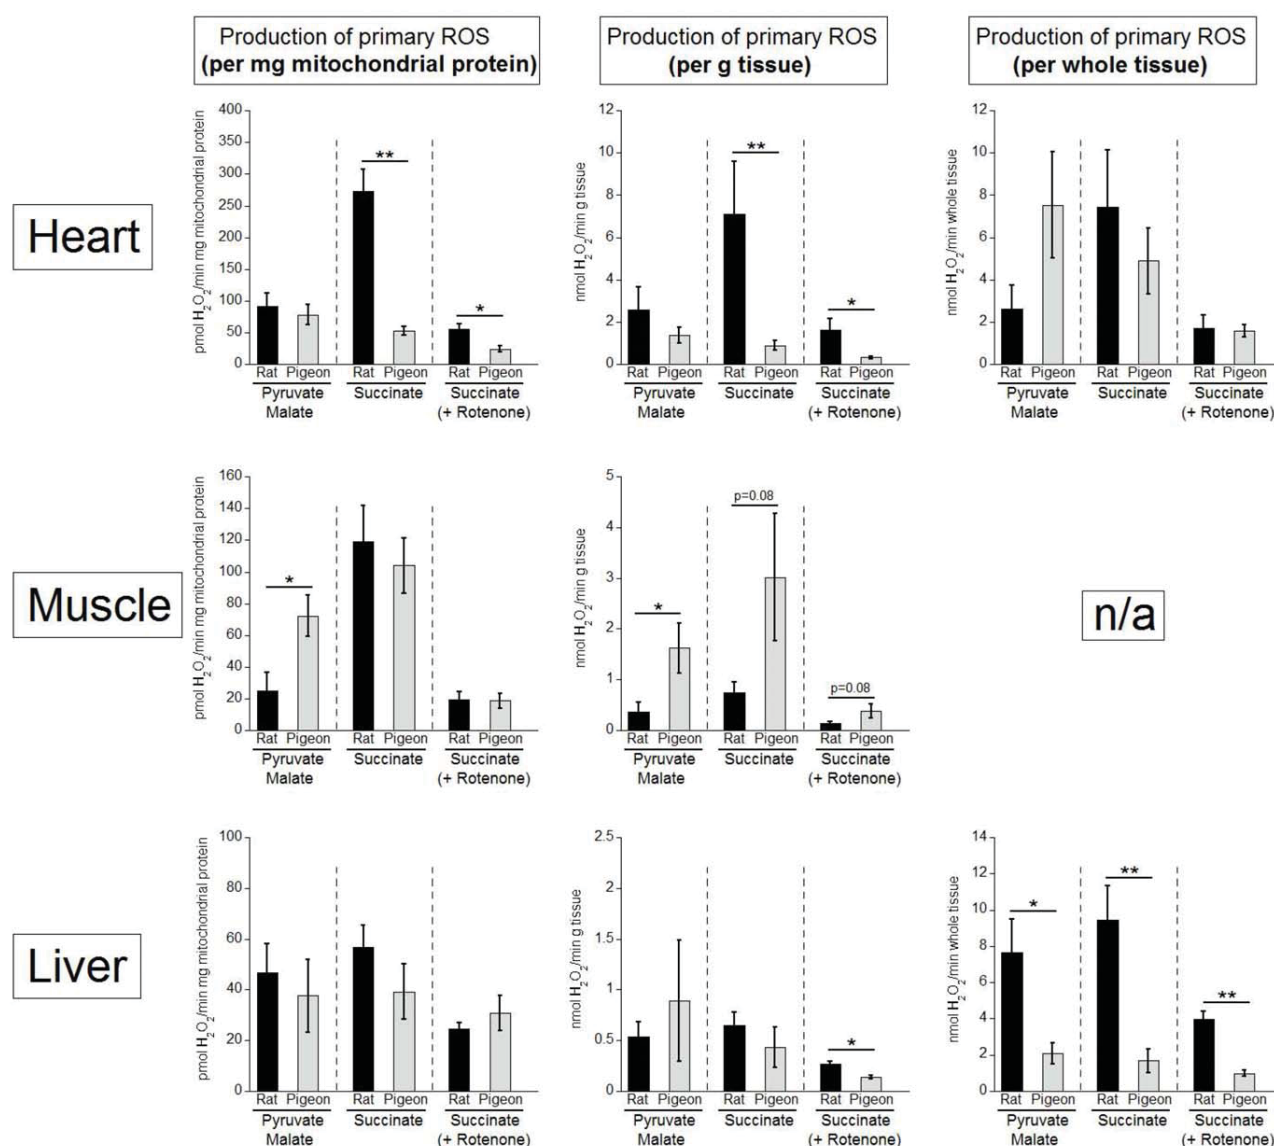 Production of primary ROS
(per mg mitochondrial protein)
Production of primary ROS
(per g tissue)
Production of primary ROS
(per whole tissue)
Heart
pmol H₂O₂/min mg mitochondrial protein
400
350
300
250
200
150
100
50
0
**
*
Rat Pigeon Rat Pigeon Rat Pigeon
Pyruvate Succinate Succinate
Malate (+ Rotenone)
nmol H₂O₂/min g tissue
12
10
8
6
4
2
0
**
*
Rat Pigeon Rat Pigeon Rat Pigeon
Pyruvate Succinate Succinate
Malate (+ Rotenone)
nmol H₂O₂/min whole tissue
12
10
8
6
4
2
0
Rat Pigeon Rat Pigeon Rat Pigeon
Pyruvate Succinate Succinate
Malate (+ Rotenone)
Muscle
pmol H₂O₂/min mg mitochondrial protein
160
140
120
100
80
60
40
20
0
*
Rat Pigeon Rat Pigeon Rat Pigeon
Pyruvate Succinate Succinate
Malate (+ Rotenone)
nmol H₂O₂/min g tissue
5
4
3
2
1
0
*
p=0.08
p=0.08
Rat Pigeon Rat Pigeon Rat Pigeon
Pyruvate Succinate Succinate
Malate (+ Rotenone)
n/a
Liver
pmol H₂O₂/min mg mitochondrial protein
100
80
60
40
20
0
Rat Pigeon Rat Pigeon Rat Pigeon
Pyruvate Succinate Succinate
Malate (+ Rotenone)
nmol H₂O₂/min g tissue
2.5
2
1.5
1
0.5
0
*
Rat Pigeon Rat Pigeon Rat Pigeon
Pyruvate Succinate Succinate
Malate (+ Rotenone)
nmol H₂O₂/min whole tissue
14
12
10
8
6
4
2
0
*
**
**
Rat Pigeon Rat Pigeon Rat Pigeon
Pyruvate Succinate Succinate
Malate (+ Rotenone)